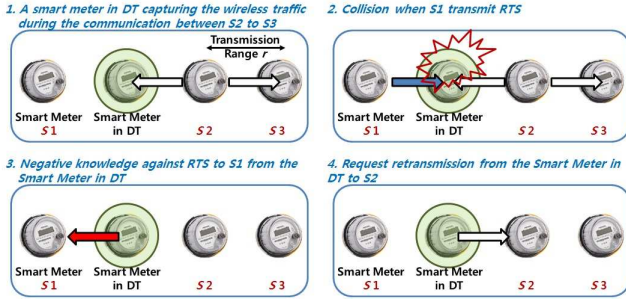 1. A smart meter in DT capturing the wireless traffic
during the communication between S2 to S3
Transmission
Range r
Smart Meter Smart Meter
S1 in DT S2 S3
2. Collision when S1 transmit RTS
Smart Meter Smart Meter
S1 in DT S2 S3
3. Negative knowledge against RTS to S1 from the
Smart Meter in DT
Smart Meter Smart Meter
S1 in DT S2 S3
4. Request retransmission from the Smart Meter in
DT to S2
Smart Meter Smart Meter
S1 in DT S2 S3